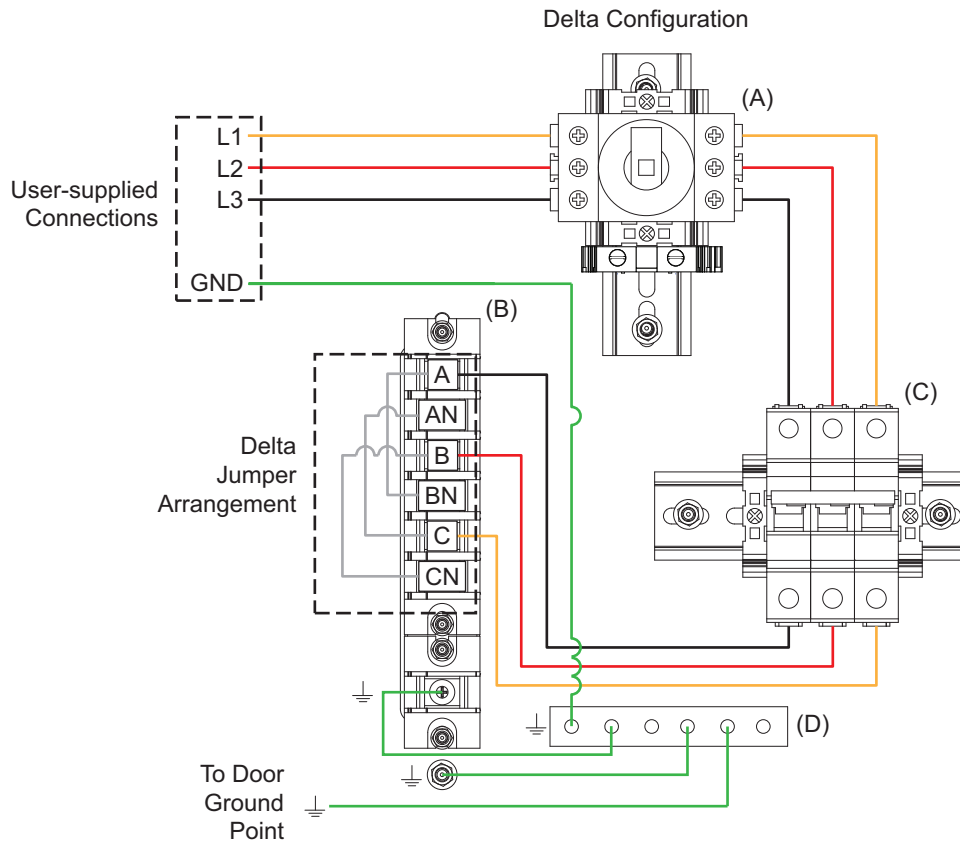 Delta Configuration
(A)
L1
L2
L3
User-supplied
Connections
GND
(B)
A
AN
B
BN
C
CN
Delta
Jumper
Arrangement
(C)
(D)
To Door
Ground
Point